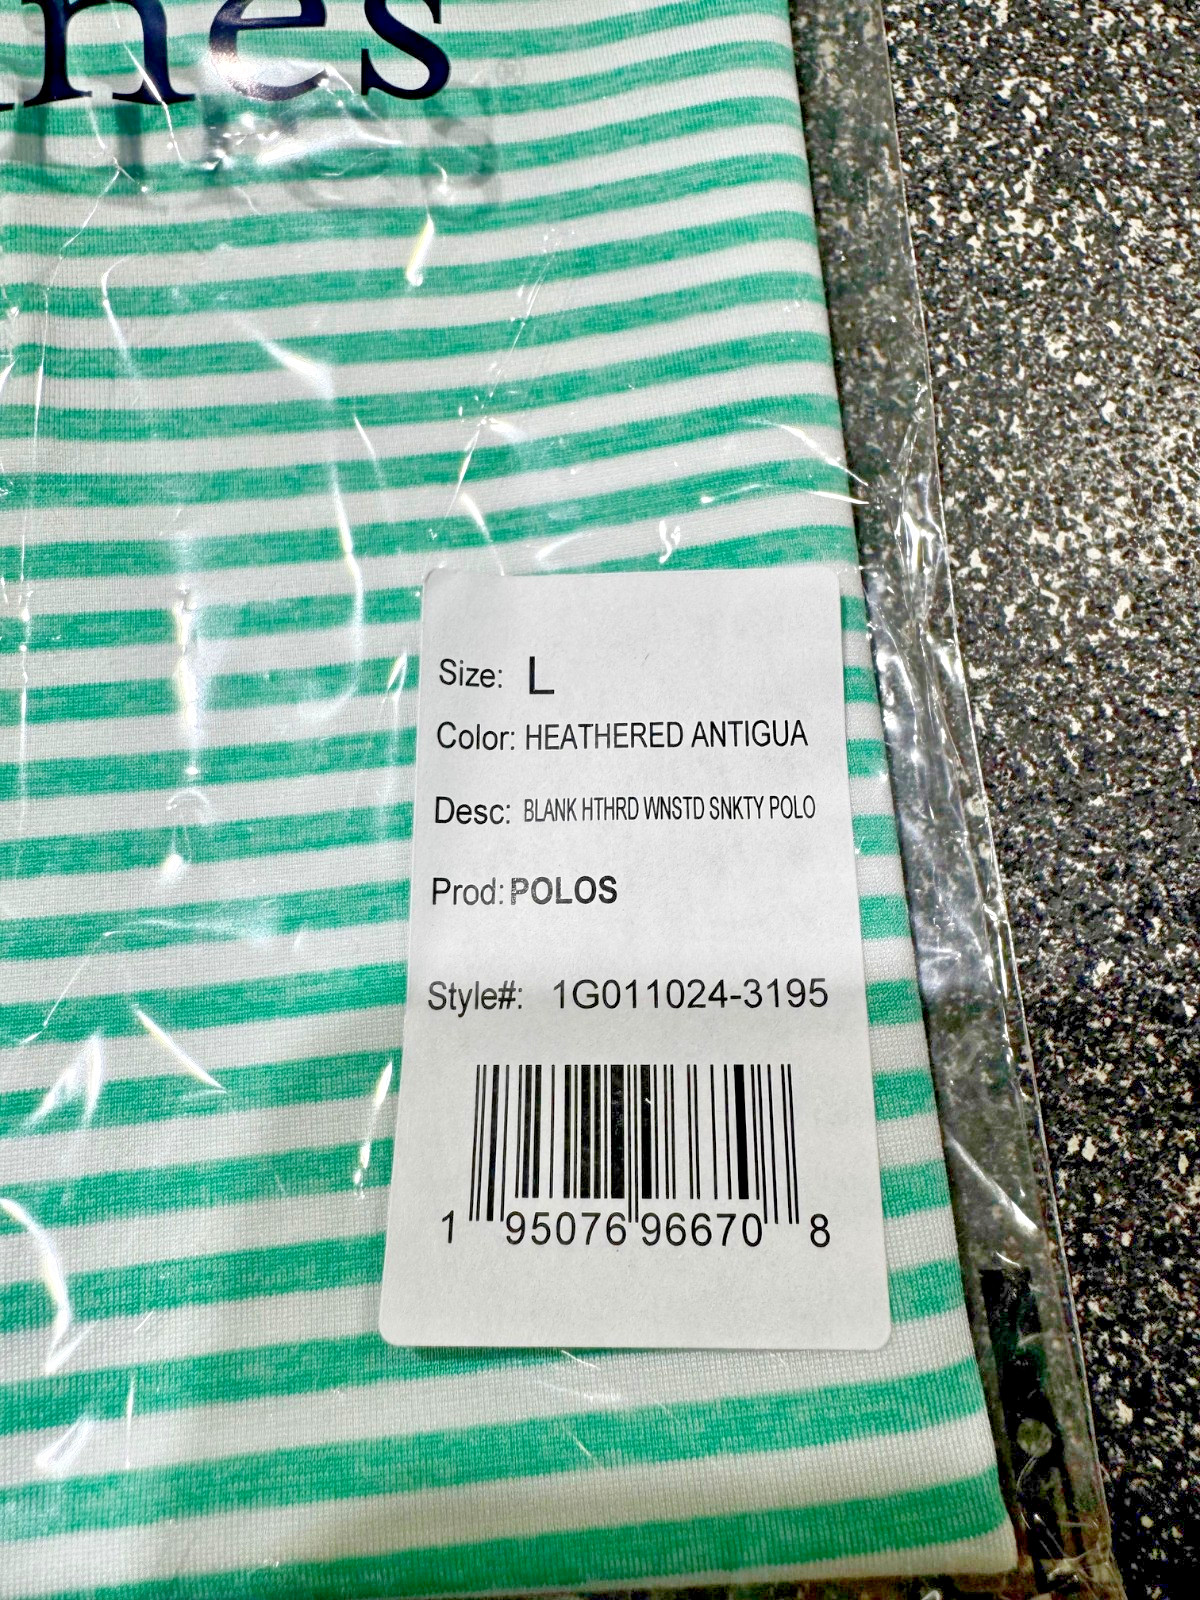 nes
Size: L
Color: HEATHERED ANTIGUA
Desc: BLANK HTHRD WNSTD SNKTY POLO
Prod: POLOS
Style#: 1G011024-3195
1 95076 96670 8